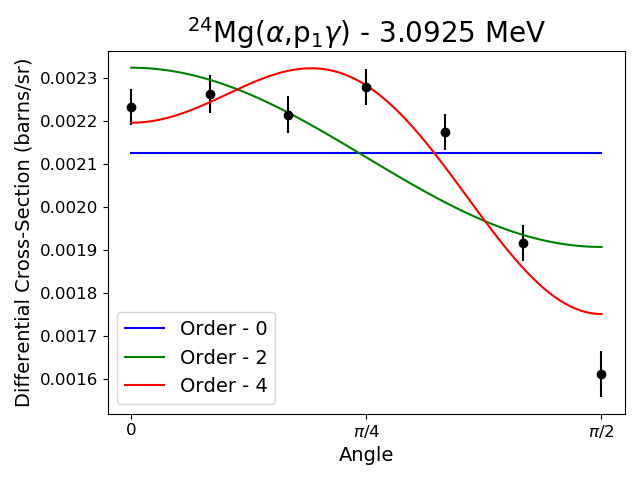 ²⁴Mg(α,p₁γ) - 3.0925 MeV
Differential Cross-Section (barns/sr)
0.0023
0.0022
0.0021
0.0020
0.0019
0.0018
0.0017
0.0016
Order - 0
Order - 2
Order - 4
0 π/4 π/2
Angle